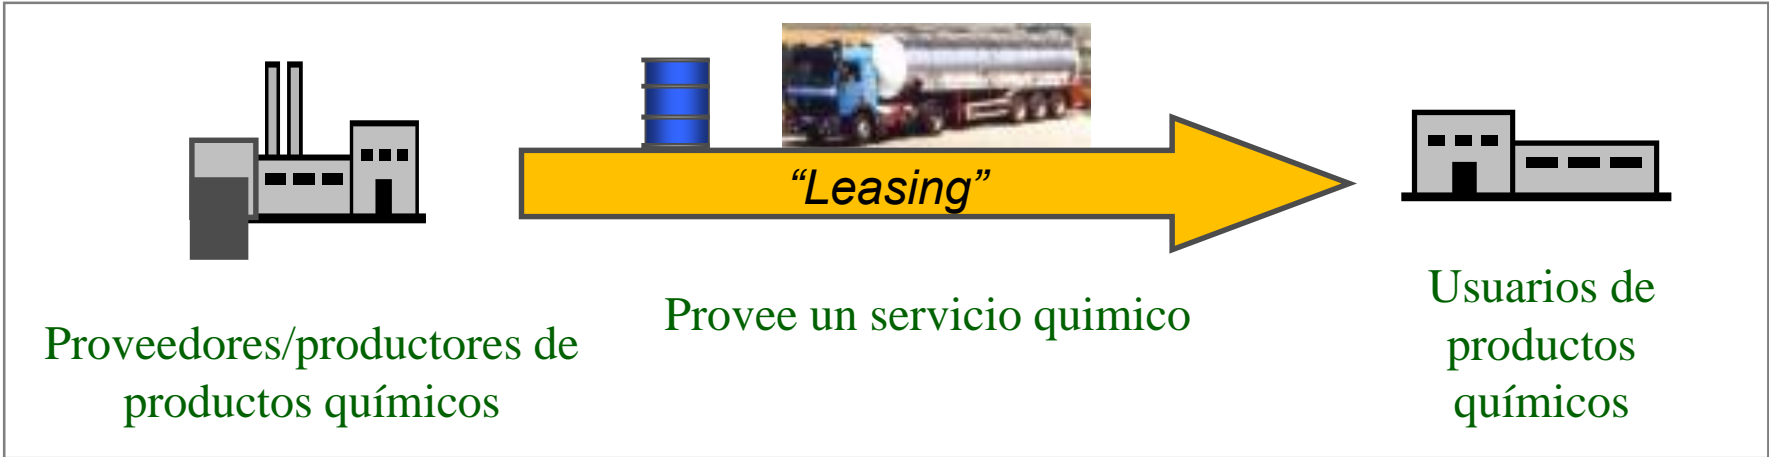 “Leasing”
Proveedores/productores de
productos químicos
Provee un servicio quimico
Usuarios de
productos
químicos